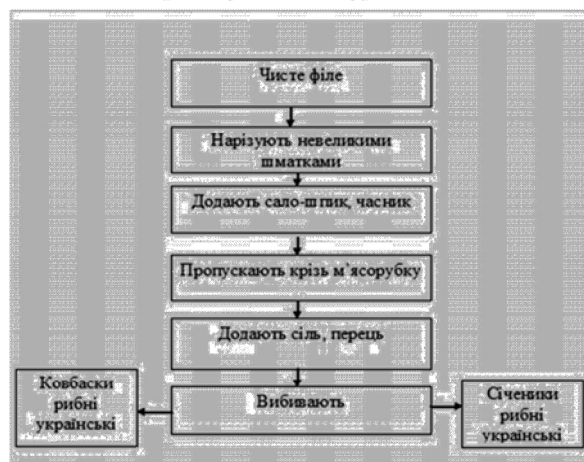 Чисте філе
Нарізують невеликими
шматками
Додають сало-шпик, часник
Пропускають крізь м`ясорубку
Додають сіль, перець
Вибивають
Ковбаски
рибні
українські
Січеники
рибні
українські